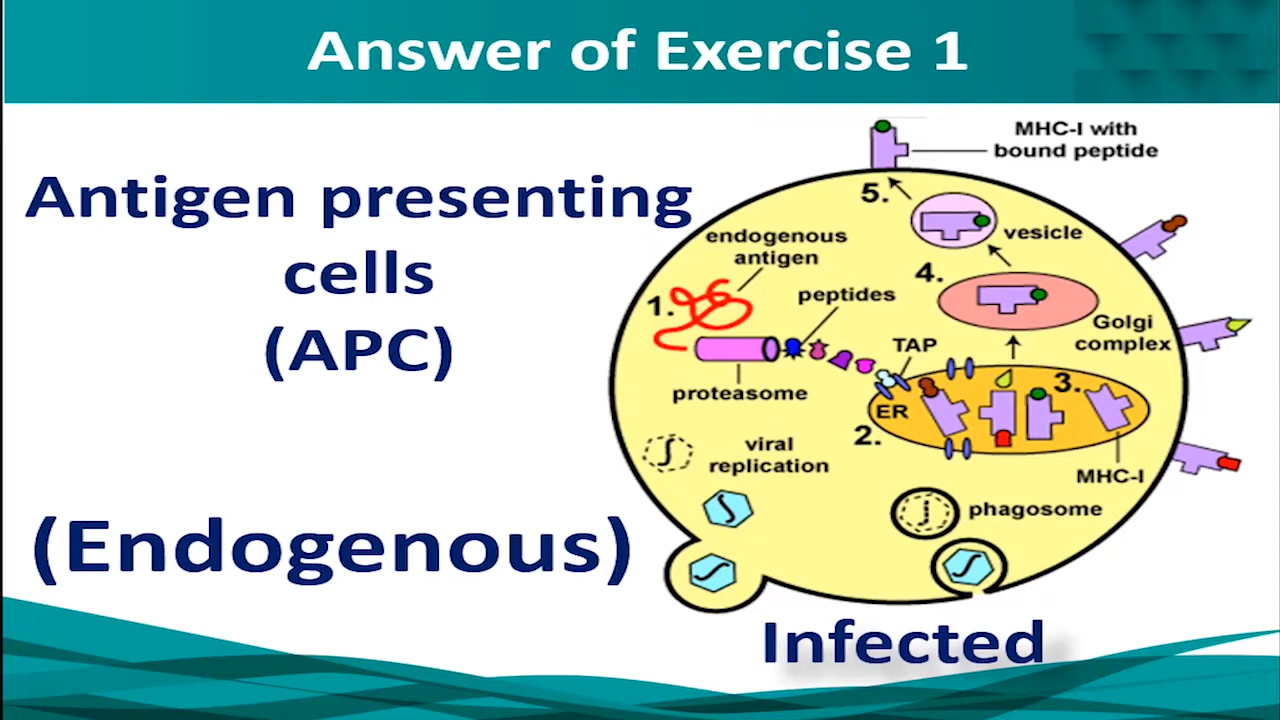 Answer of Exercise 1
Antigen presenting
cells
(APC)
(Endogenous)
MHC-I with
bound peptide
5.
vesicle
endogenous
antigen
4.
peptides
1.
Golgi
complex
TAP
proteasome
3.
ER
2.
viral
replication
MHC-I
phagosome
Infected